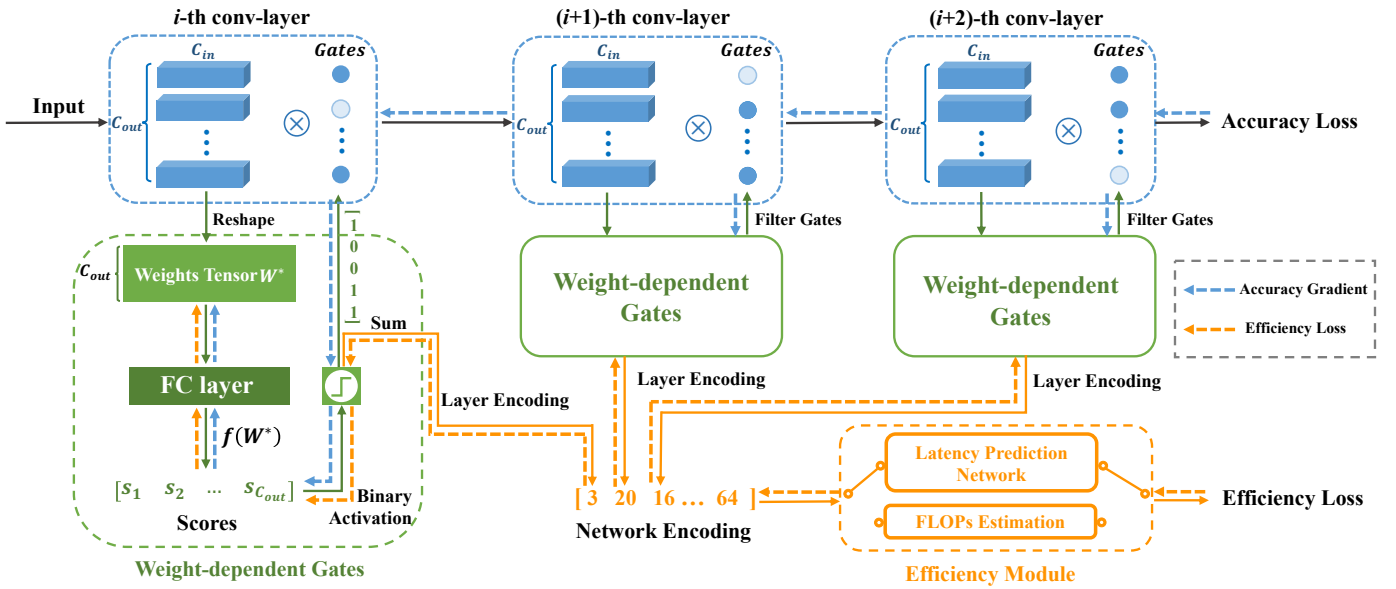 i-th conv-layer
(i+1)-th conv-layer
(i+2)-th conv-layer
C_in
Gates
C_in
Gates
C_in
Gates
Input
C_out
C_out
C_out
Accuracy Loss
Reshape
Filter Gates
Filter Gates
[1 0 0 1 1]
C_out
Weights Tensor W*
Weight-dependent
Gates
Weight-dependent
Gates
Accuracy Gradient
Efficiency Loss
Sum
FC layer
Layer Encoding
Layer Encoding
Layer Encoding
f(W*)
[s_1 s_2 ... s_{C_out}]
Scores
Binary
Activation
[ 3 20 16 ... 64 ]
Network Encoding
Latency Prediction
Network
FLOPs Estimation
Efficiency Loss
Weight-dependent Gates
Efficiency Module